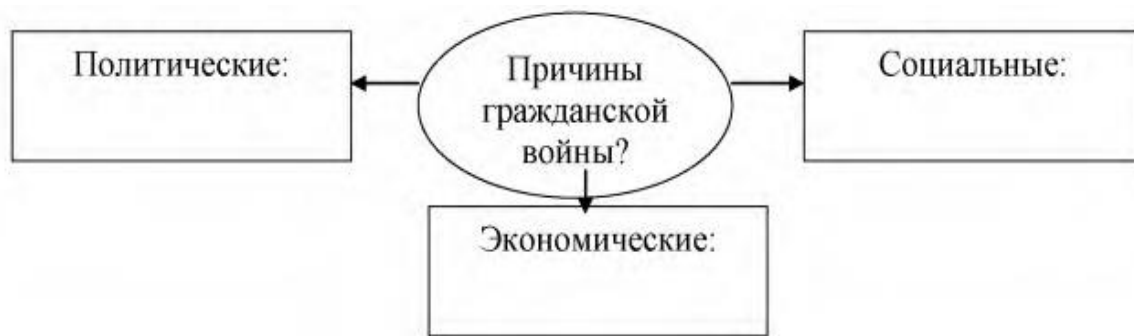 Политические:
Причины
гражданской
войны?
Социальные:
Экономические: